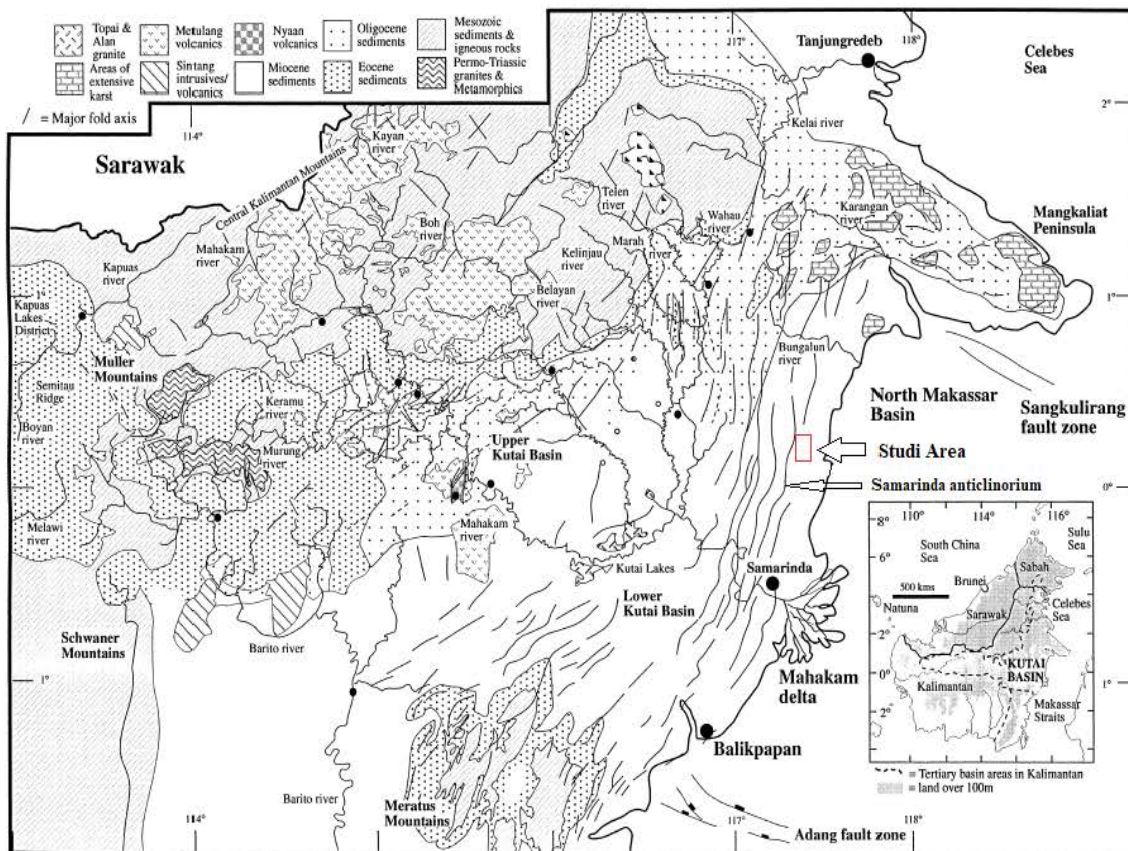 Topai &
Alan
granite
Metulang
volcanics
Nyaan
volcanics
Oligocene
sediments
Mesozoic
sediments
& igneous rocks
Areas of
extensive
karst
Sintang
intrusives/
volcanics
Miocene
sediments
Eocene
sediments
Permo-Triassic
granites &
Metamorphics
/ = Major fold axis
114°
117°
118°
Tanjungredeb
Celebes
Sea
2°
Kelai river
Sarawak
Kayan
river
Central Kalimantan Mountains
Telen
river
Boh
river
Wahau
river
Karangan
river
Mangkaliat
Peninsula
Mahakam
river
Marah
river
Kelinjau
river
Kapuas
river
Belayan
river
1°
1°
Kapuas
Lakes
District
Bungalun
river
Muller
Mountains
Semitau
Ridge
Boyan
river
Keramu
river
North Makassar
Basin
Sangkulirang
fault zone
Upper
Kutai Basin
Murung
river
Studi Area
Samarinda anticlinorium
0°
Melawi
river
Mahakam
river
Kutai Lakes
Samarinda
Lower
Kutai Basin
Schwaner
Mountains
Barito river
1°
1°
Mahakam
delta
Balikpapan
Barito river
Meratus
Mountains
114°
117°
118°
Adang fault zone
110°
114°
116°
8°
6°
4°
2°
0°
2°
South China
Sea
Sulu
Sea
Sabah
Brunei
500 kms
Natuna
Sarawak
Celebes
Sea
KUTAI
BASIN
Kalimantan
Makassar
Straits
= Tertiary basin areas in Kalimantan
= land over 100m